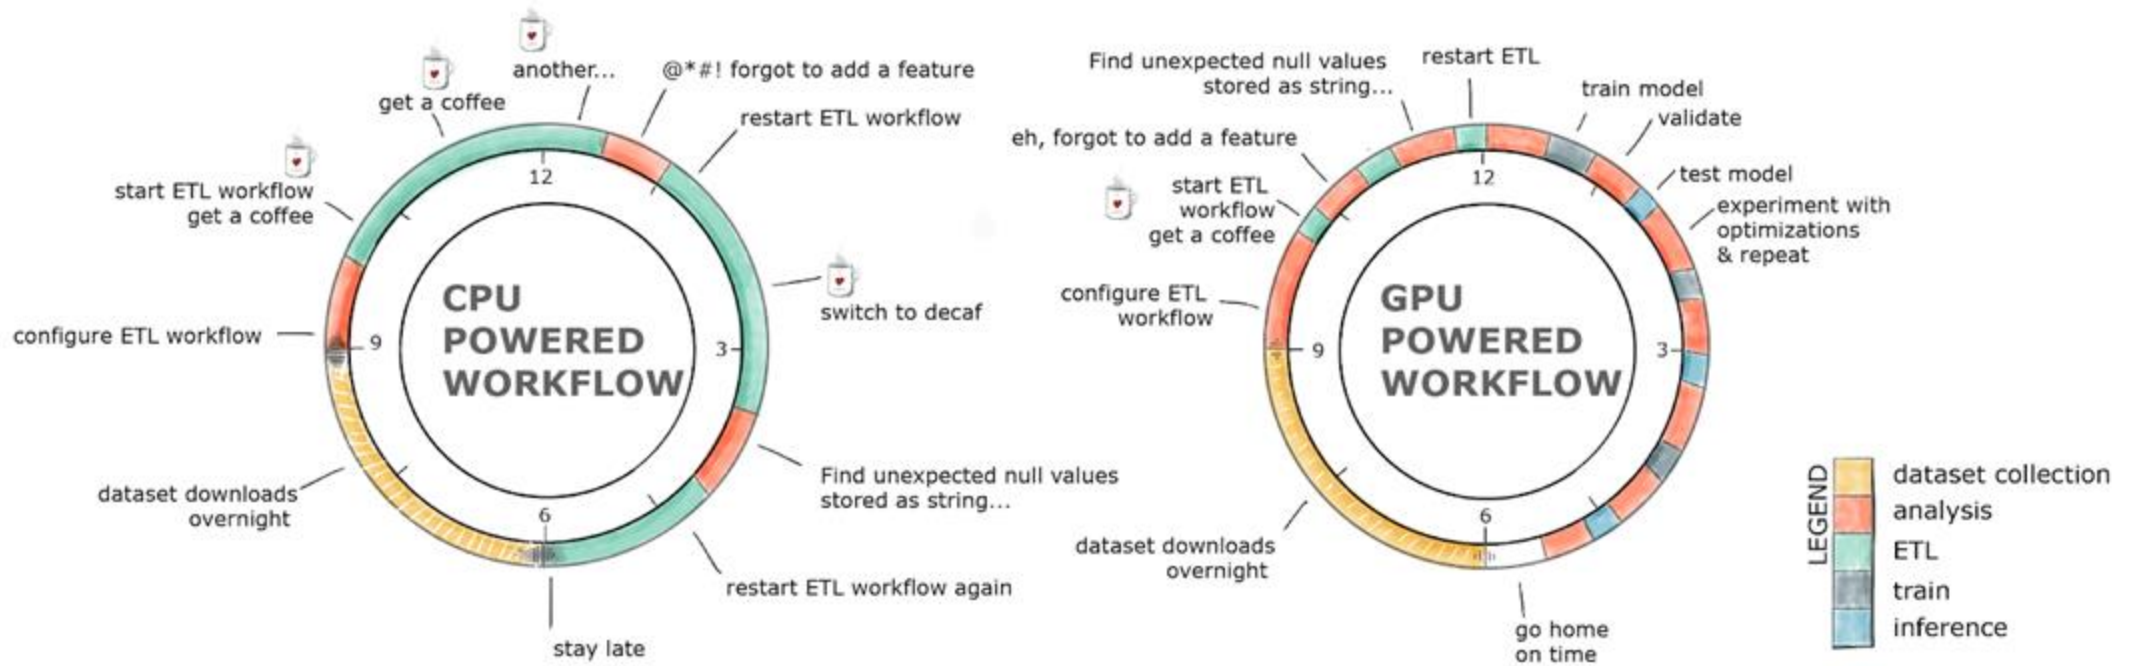 another...
@*#! forgot to add a feature
get a coffee
restart ETL workflow
start ETL workflow
get a coffee
12
configure ETL workflow
9
CPU
POWERED
WORKFLOW
3
switch to decaf
dataset downloads
overnight
6
Find unexpected null values
stored as string...
restart ETL workflow again
stay late
Find unexpected null values
stored as string...
restart ETL
train model
validate
eh, forgot to add a feature
start ETL
workflow
get a coffee
12
test model
experiment with
optimizations
& repeat
configure ETL
workflow
9
GPU
POWERED
WORKFLOW
3
dataset downloads
overnight
6
go home
on time
LEGEND
dataset collection
analysis
ETL
train
inference